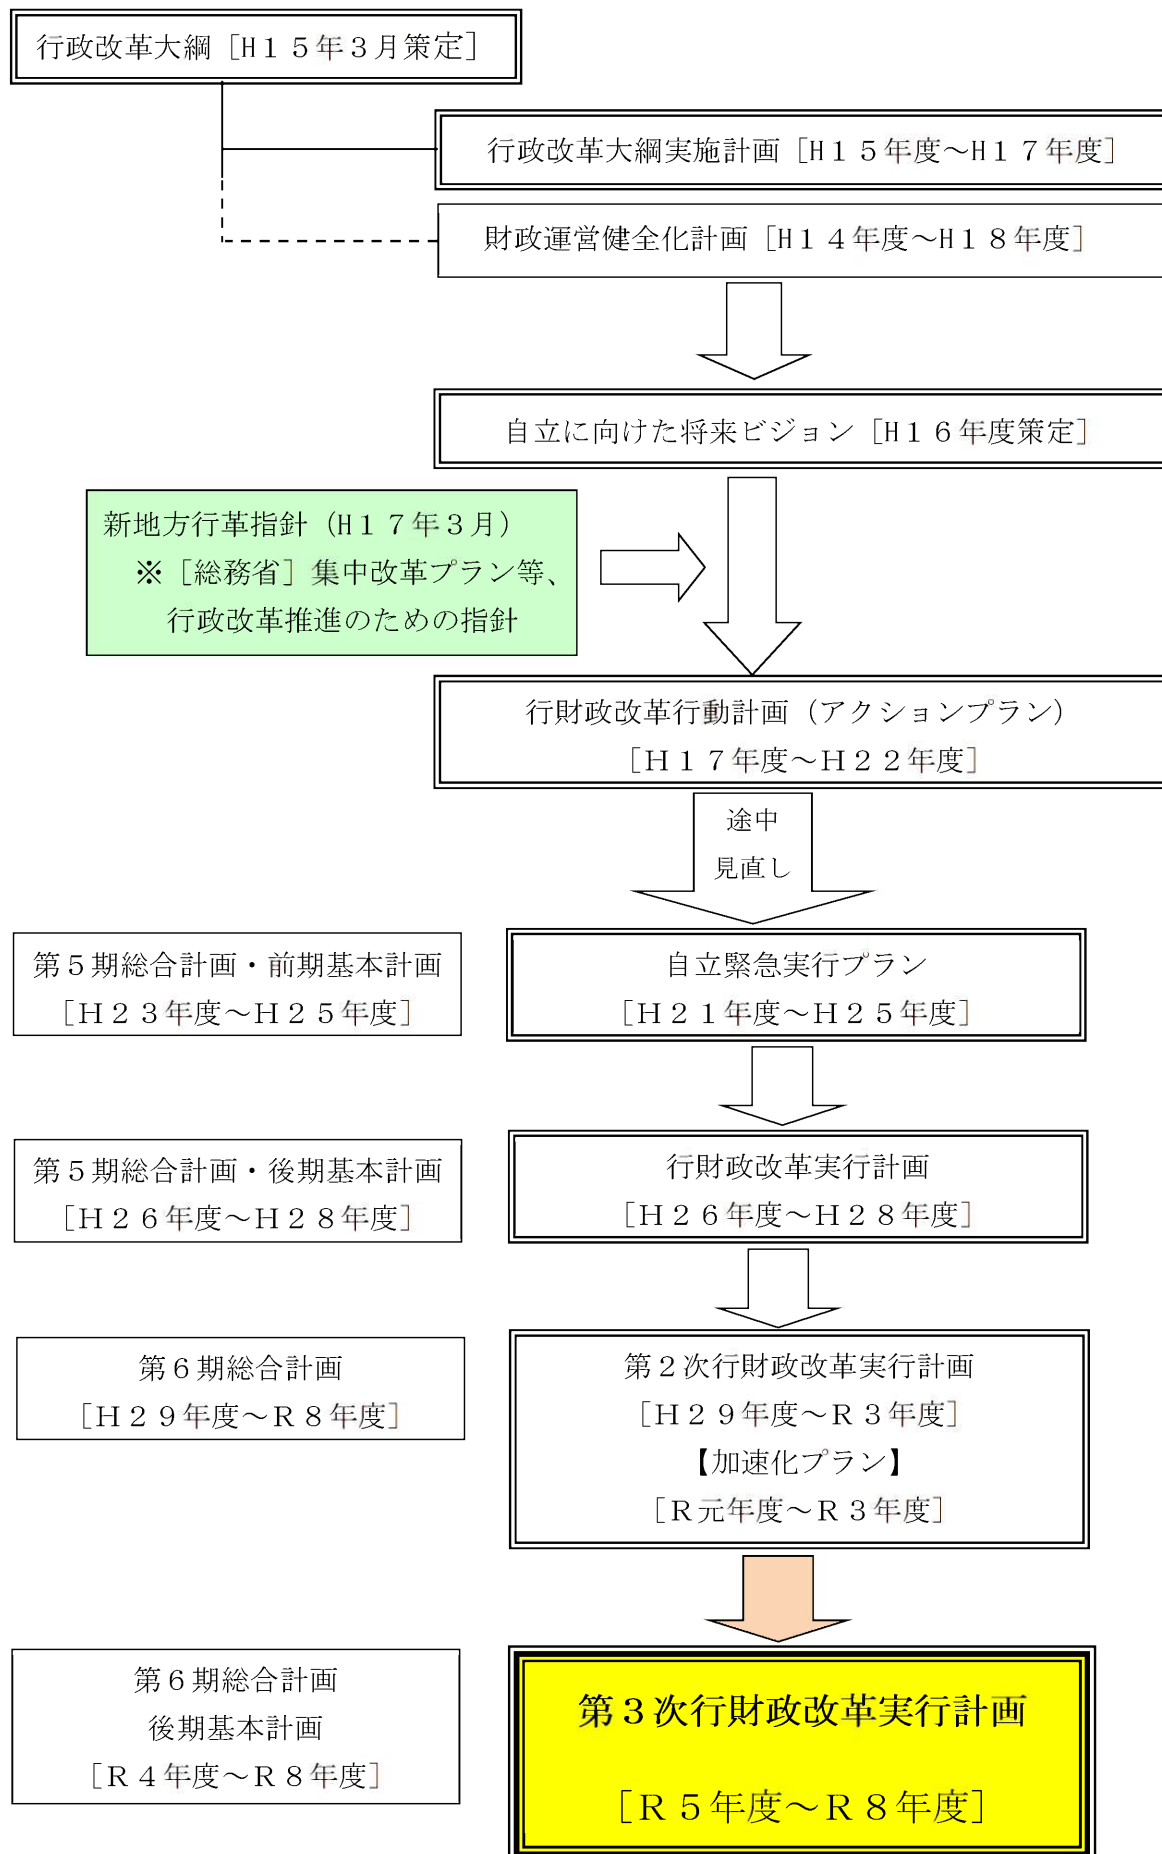 行政改革大綱［H15年3月策定］
行政改革大綱実施計画［H15年度～H17年度］
財政運営健全化計画［H14年度～H18年度］
自立に向けた将来ビジョン［H16年度策定］
新地方行革指針（H17年3月）
※［総務省］集中改革プラン等、
行政改革推進のための指針
行財政改革行動計画（アクションプラン）
［H17年度～H22年度］
途中
見直し
第5期総合計画・前期基本計画
［H23年度～H25年度］
自立緊急実行プラン
［H21年度～H25年度］
第5期総合計画・後期基本計画
［H26年度～H28年度］
行財政改革実行計画
［H26年度～H28年度］
第6期総合計画
［H29年度～R8年度］
第2次行財政改革実行計画
［H29年度～R3年度］
【加速化プラン】
［R元年度～R3年度］
第6期総合計画
後期基本計画
［R4年度～R8年度］
第3次行財政改革実行計画
［R5年度～R8年度］